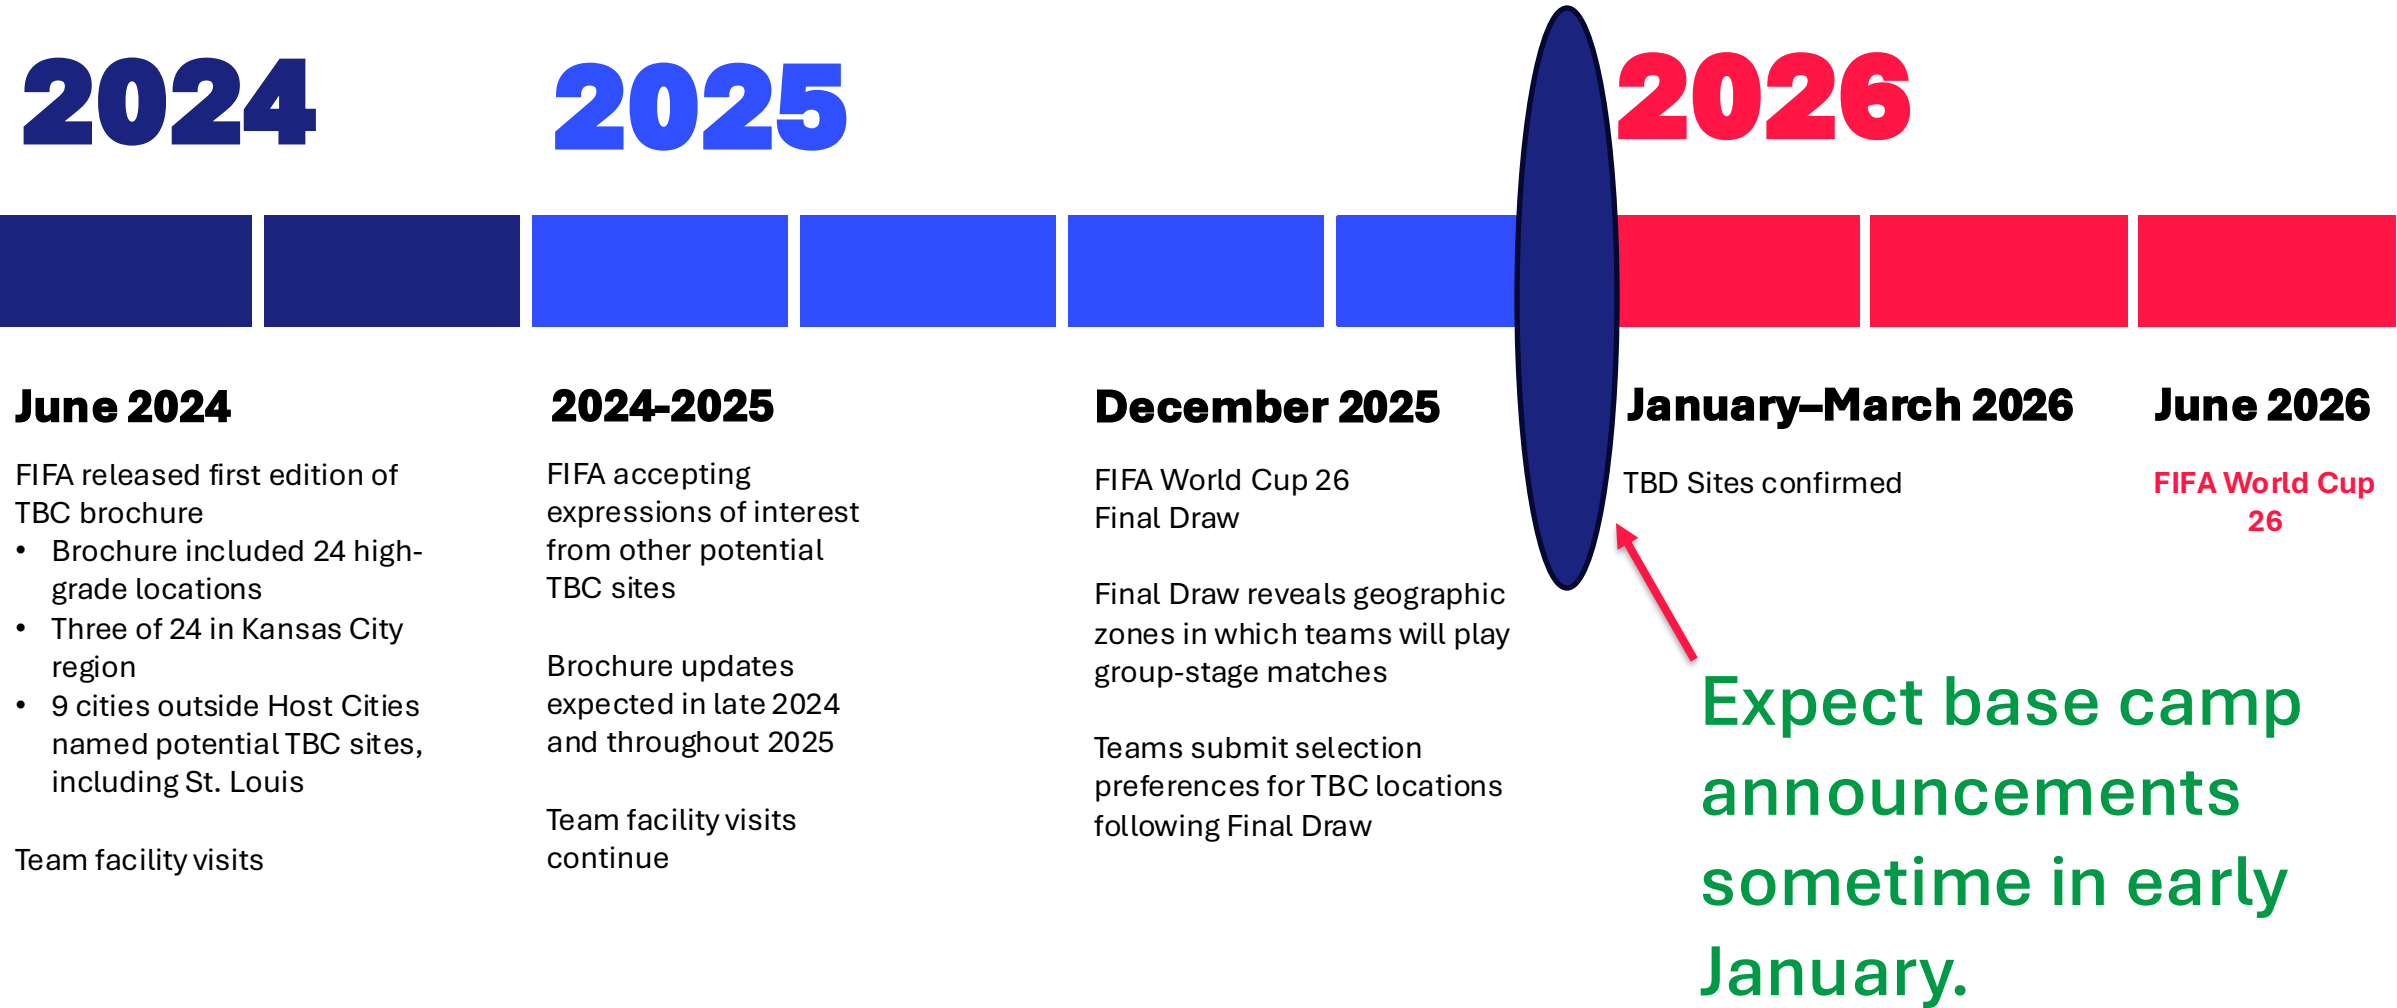 2024
2025
2026
June 2024
FIFA released first edition of
TBC brochure
• Brochure included 24 high-
grade locations
• Three of 24 in Kansas City
region
• 9 cities outside Host Cities
named potential TBC sites,
including St. Louis
Team facility visits
2024-2025
FIFA accepting
expressions of interest
from other potential
TBC sites
Brochure updates
expected in late 2024
and throughout 2025
Team facility visits
continue
December 2025
FIFA World Cup 26
Final Draw
Final Draw reveals geographic
zones in which teams will play
group-stage matches
Teams submit selection
preferences for TBC locations
following Final Draw
January–March 2026
TBD Sites confirmed
June 2026
FIFA World Cup
26
Expect base camp
announcements
sometime in early
January.